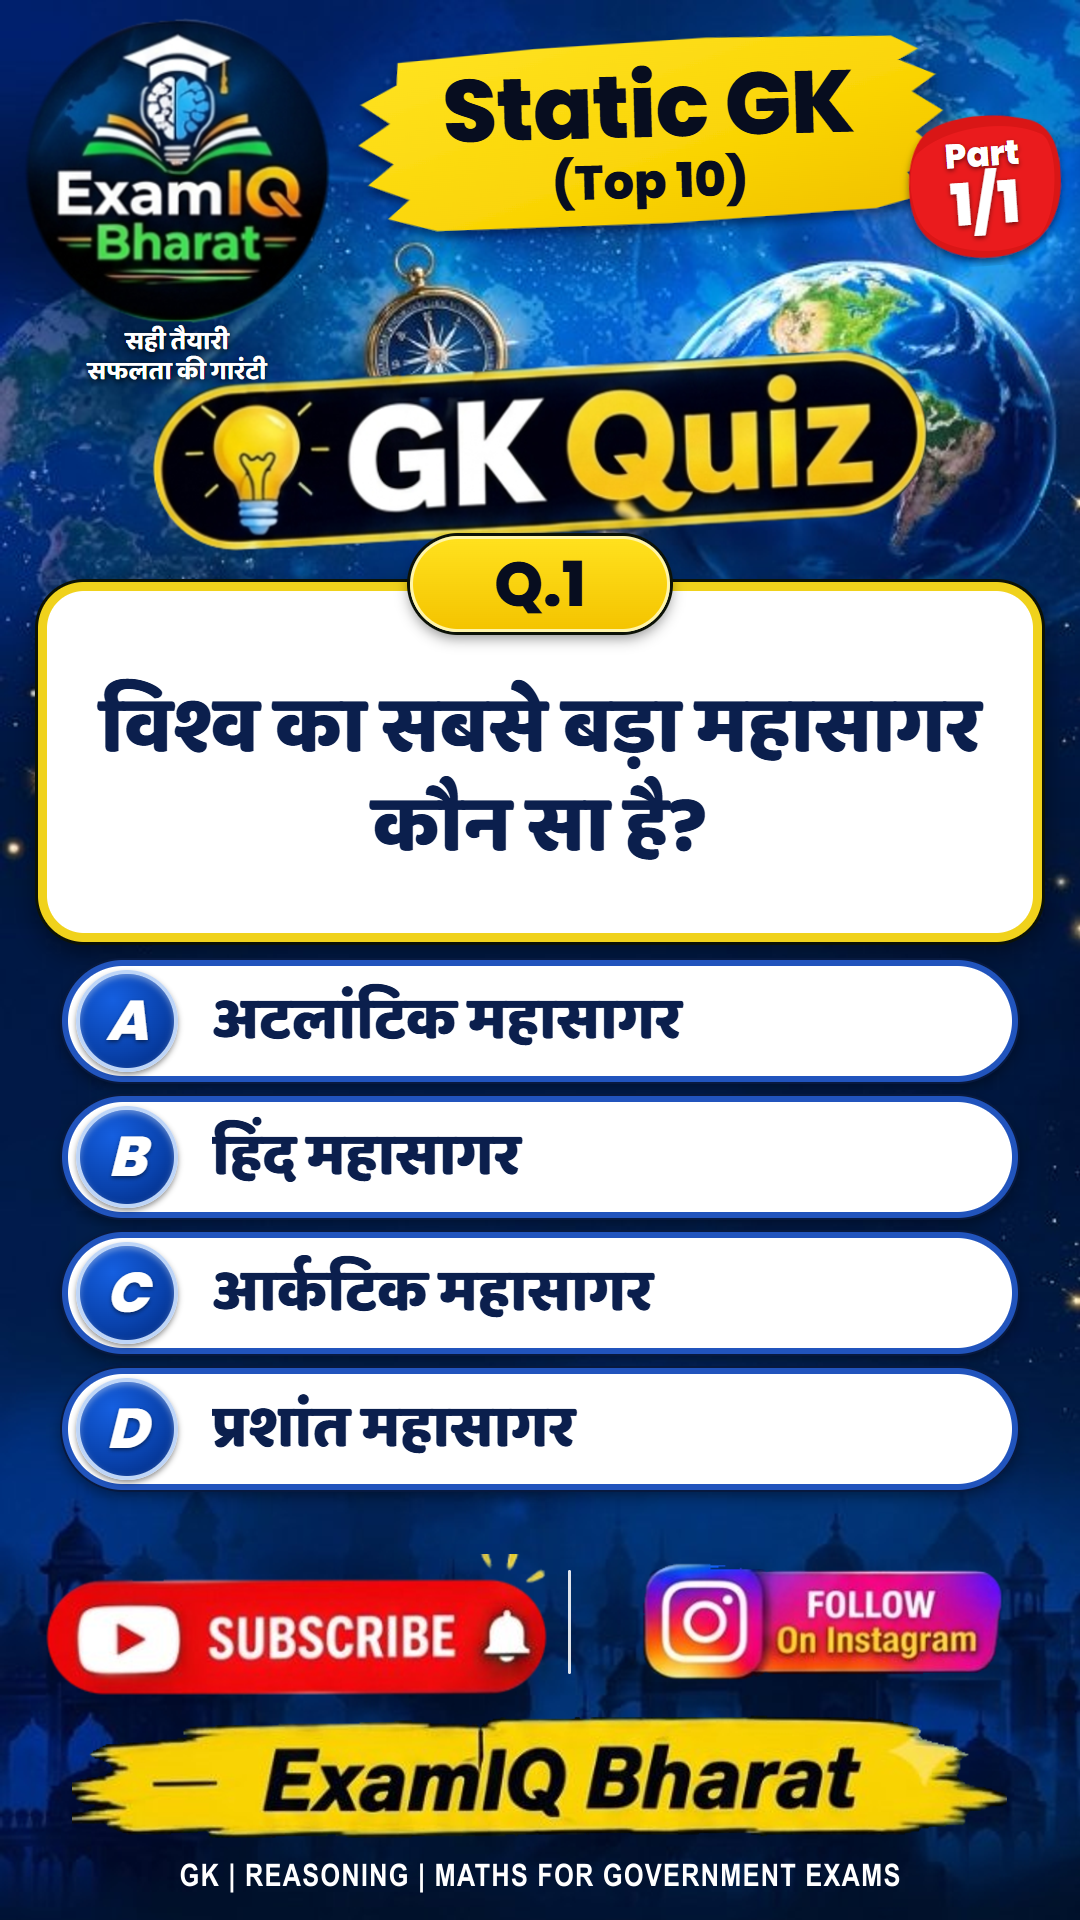 ExamIQ
Bharat
सही तैयारी
सफलता की गारंटी
Static GK
(Top 10)
Part
1/1
GK Quiz
Q.1
विश्व का सबसे बड़ा महासागर
कौन सा है?
A अटलांटिक महासागर
B हिंद महासागर
C आर्कटिक महासागर
D प्रशांत महासागर
SUBSCRIBE
FOLLOW
On Instagram
ExamIQ Bharat
GK | REASONING | MATHS FOR GOVERNMENT EXAMS